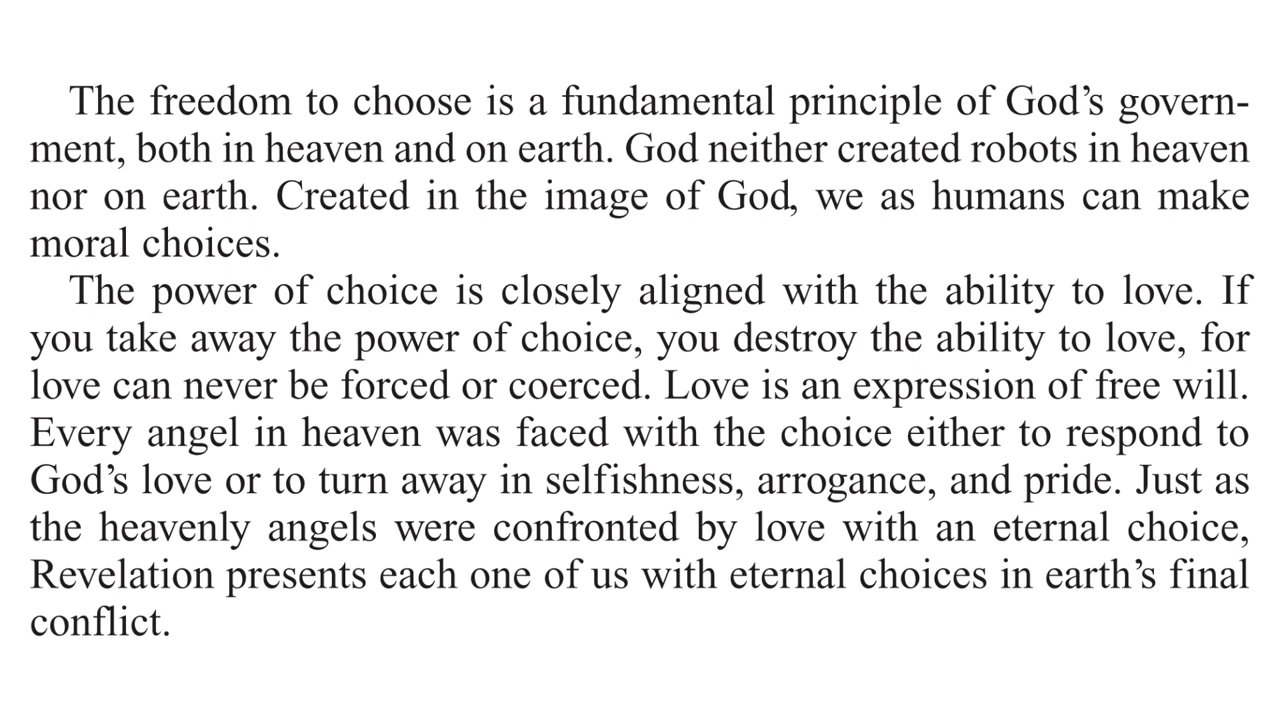 The freedom to choose is a fundamental principle of God’s govern-
ment, both in heaven and on earth. God neither created robots in heaven
nor on earth. Created in the image of God, we as humans can make
moral choices.
The power of choice is closely aligned with the ability to love. If
you take away the power of choice, you destroy the ability to love, for
love can never be forced or coerced. Love is an expression of free will.
Every angel in heaven was faced with the choice either to respond to
God’s love or to turn away in selfishness, arrogance, and pride. Just as
the heavenly angels were confronted by love with an eternal choice,
Revelation presents each one of us with eternal choices in earth’s final
conflict.